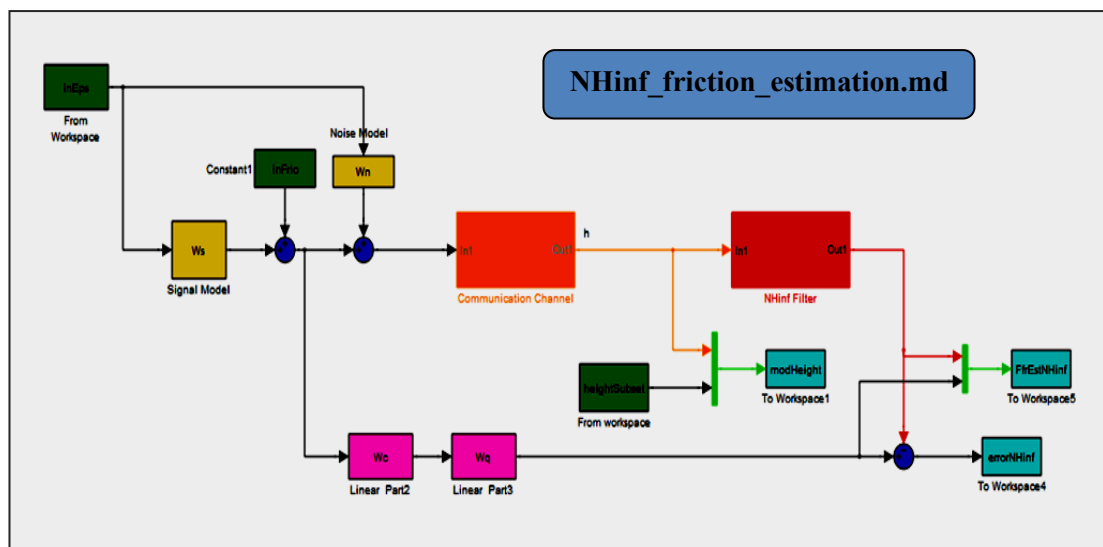 NHinf_friction_estimation.md
inEps
From
Workspace
Noise Model
Constant1
inFric
Wn
Ws
Signal Model
In1
Out1
Communication Channel
h
In1
Out1
NHinf Filter
heightSubset
From workspace
modHeight
To Workspace1
FfrEstNHinf
To Workspace5
Wc
Linear Part2
Wq
Linear Part3
errorNHinf
To Workspace4